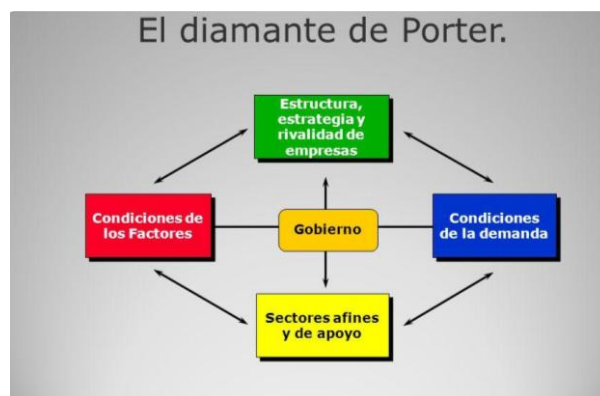 El diamante de Porter.
Estructura,
estrategia y
rivalidad de
empresas
Condiciones de
los Factores
Gobierno
Condiciones
de la demanda
Sectores afines
y de apoyo